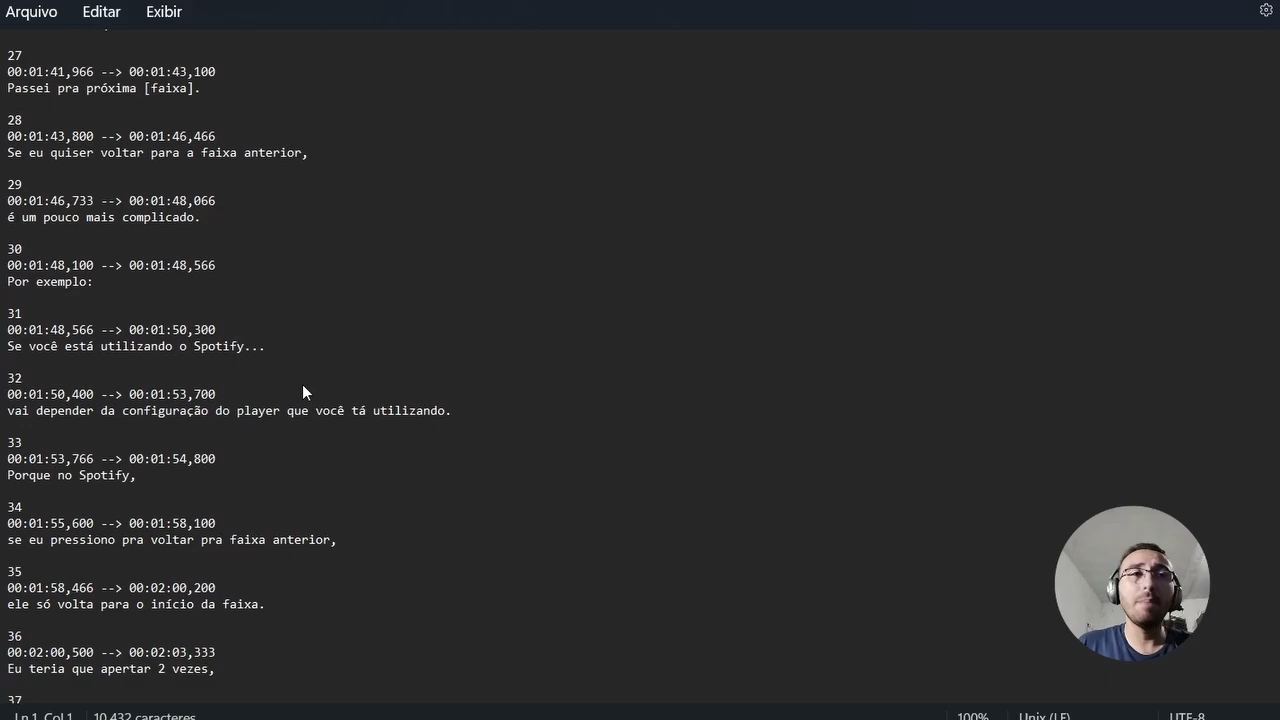 Arquivo Editar Exibir
27
00:01:41,966 --> 00:01:43,100
Passei pra próxima [faixa].
28
00:01:43,800 --> 00:01:46,466
Se eu quiser voltar para a faixa anterior,
29
00:01:46,733 --> 00:01:48,066
é um pouco mais complicado.
30
00:01:48,100 --> 00:01:48,566
Por exemplo:
31
00:01:48,566 --> 00:01:50,300
Se você está utilizando o Spotify...
32
00:01:50,400 --> 00:01:53,700
vai depender da configuração do player que você tá utilizando.
33
00:01:53,766 --> 00:01:54,800
Porque no Spotify,
34
00:01:55,600 --> 00:01:58,100
se eu pressiono pra voltar pra faixa anterior,
35
00:01:58,466 --> 00:02:00,200
ele só volta para o início da faixa.
36
00:02:00,500 --> 00:02:03,333
Eu teria que apertar 2 vezes,
37
Ln 1, Col 1 10.432 caracteres 100% Unix (LF) UTF-8